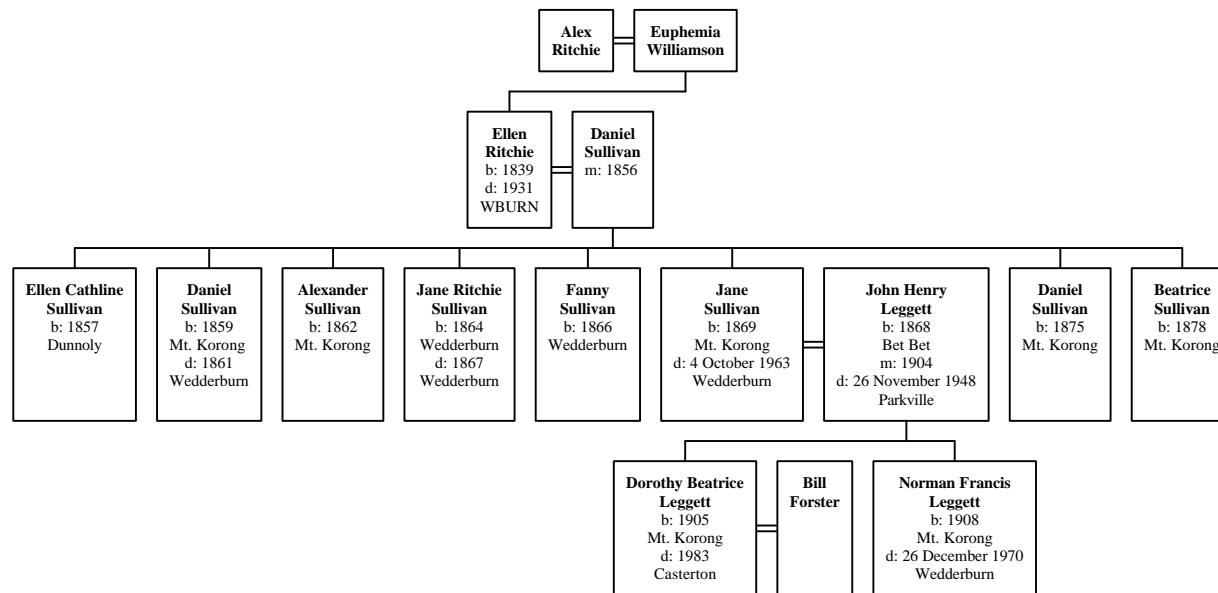 Alex
Ritchie
Euphemia
Williamson
Ellen
Ritchie
b: 1839
d: 1931
WBURN
Daniel
Sullivan
m: 1856
Ellen Cathline
Sullivan
b: 1857
Dunnoly
Daniel
Sullivan
b: 1859
Mt. Korong
d: 1861
Wedderburn
Alexander
Sullivan
b: 1862
Mt. Korong
Jane Ritchie
Sullivan
b: 1864
Wedderburn
d: 1867
Wedderburn
Fanny
Sullivan
b: 1866
Wedderburn
Jane
Sullivan
b: 1869
Mt. Korong
d: 4 October 1963
Wedderburn
John Henry
Leggett
b: 1868
Bet Bet
m: 1904
d: 26 November 1948
Parkville
Daniel
Sullivan
b: 1875
Mt. Korong
Beatrice
Sullivan
b: 1878
Mt. Korong
Dorothy Beatrice
Leggett
b: 1905
Mt. Korong
d: 1983
Casterton
Bill
Forster
Norman Francis
Leggett
b: 1908
Mt. Korong
d: 26 December 1970
Wedderburn